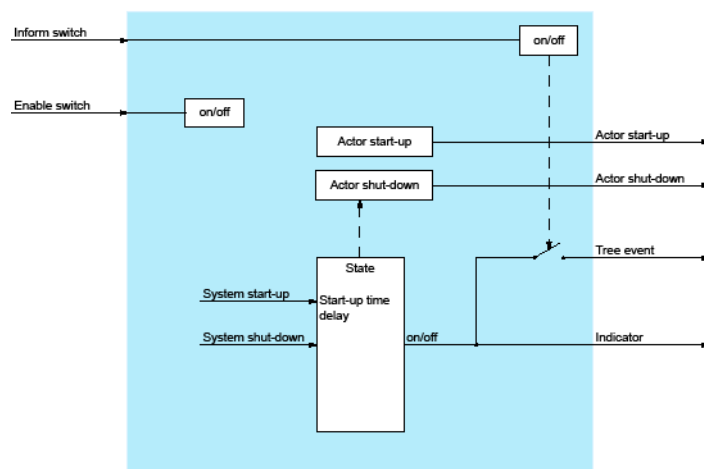 Inform switch
on/off
Enable switch
on/off
Actor start-up
Actor start-up
Actor shut-down
Actor shut-down
Tree event
State
System start-up
Start-up time
delay
System shut-down
on/off
Indicator